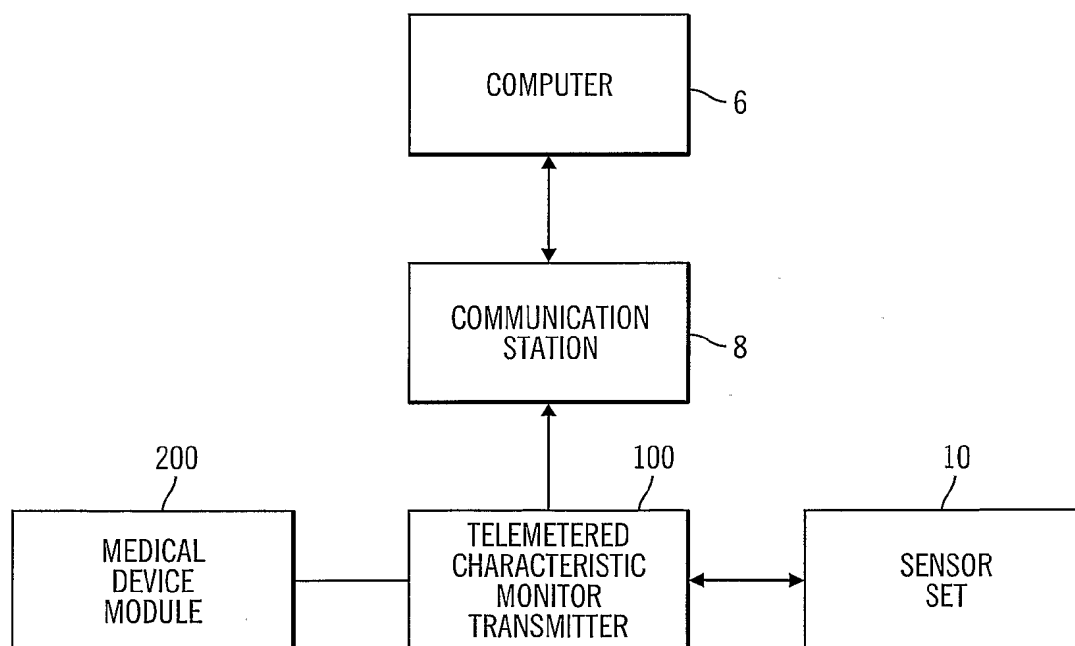 COMPUTER
6
COMMUNICATION
STATION
8
200
100
10
MEDICAL
DEVICE
MODULE
TELEMETERED
CHARACTERISTIC
MONITOR
TRANSMITTER
SENSOR
SET